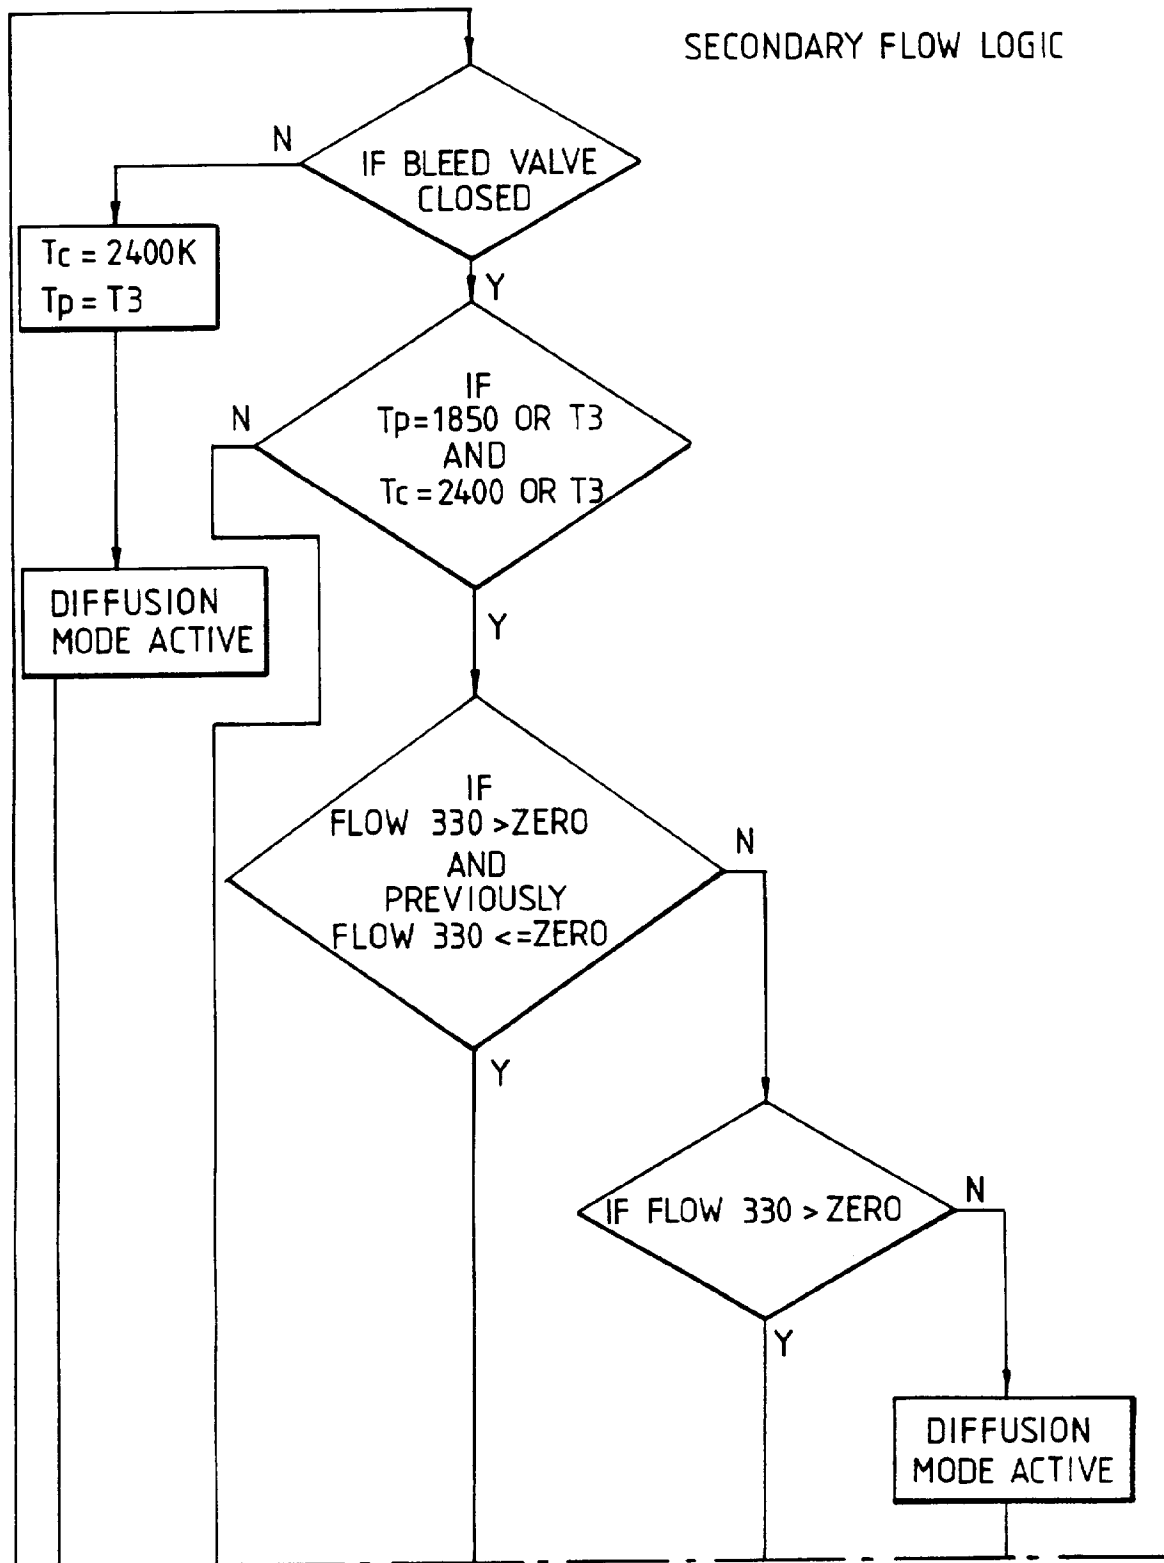 SECONDARY FLOW LOGIC
N
IF BLEED VALVE
CLOSED
Tc = 2400K
Tp = T3
Y
N
IF
Tp=1850 OR T3
AND
Tc=2400 OR T3
DIFFUSION
MODE ACTIVE
Y
IF
FLOW 330 >ZERO
AND
PREVIOUSLY
FLOW 330 <=ZERO
N
Y
IF FLOW 330 > ZERO
N
Y
DIFFUSION
MODE ACTIVE